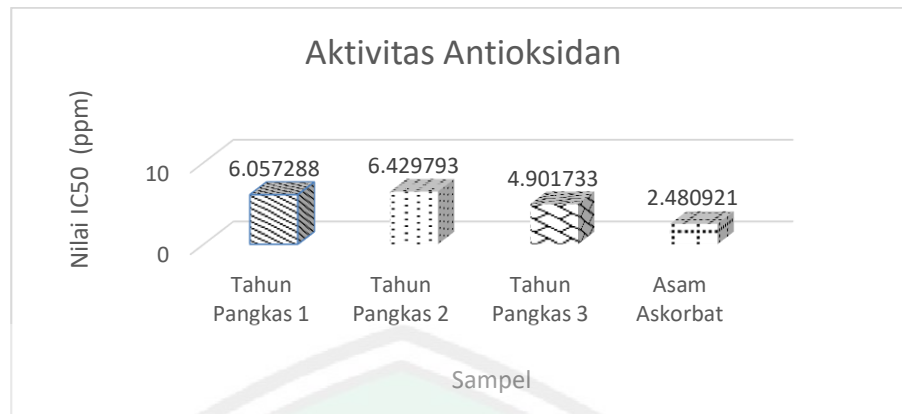 Aktivitas Antioksidan
Nilai IC50 (ppm)
10
0
6.057288
6.429793
4.901733
2.480921
Tahun
Pangkas 1
Tahun
Pangkas 2
Tahun
Pangkas 3
Asam
Askorbat
Sampel